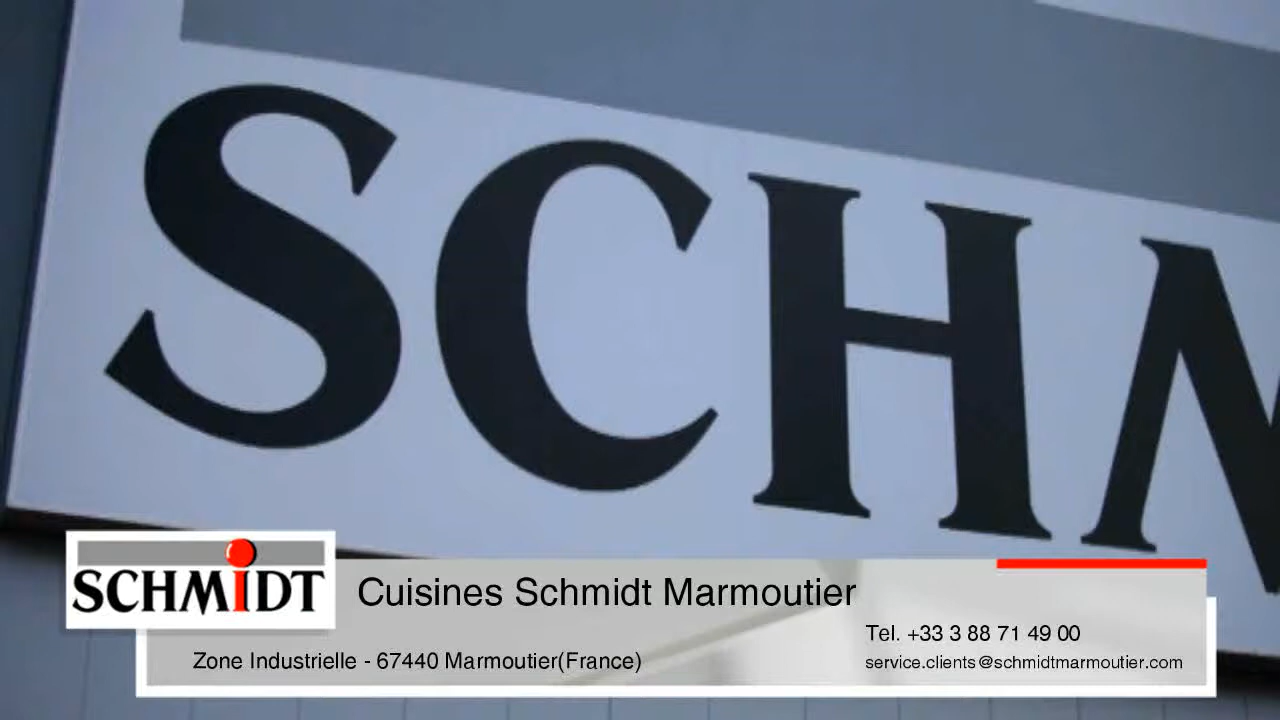 SCHM
SCHMiDT
Cuisines Schmidt Marmoutier
Tel. +33 3 88 71 49 00
Zone Industrielle - 67440 Marmoutier(France)
service.clients@schmidtmarmoutier.com